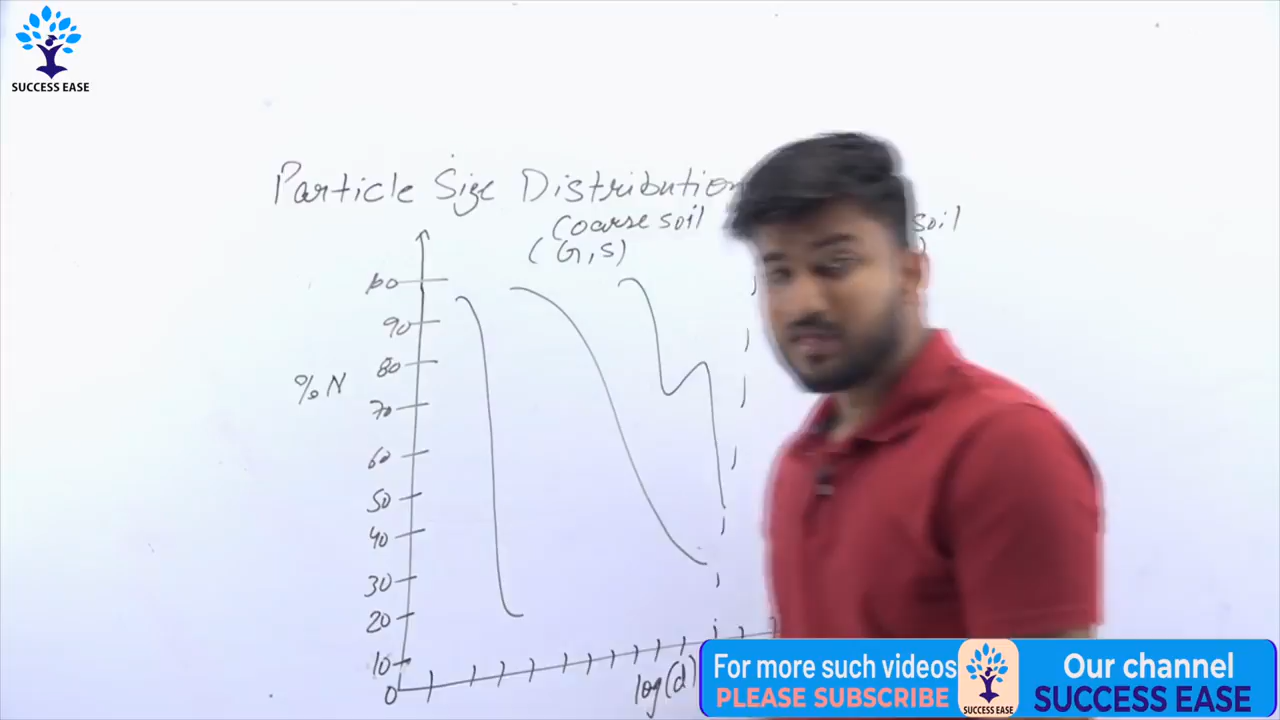 SUCCESS EASE
Particle Size Distribution
Coarse soil
(G,S)
soil
)
100
90
80
% N
70
60
50
40
30
20
10
0
log(d)
For more such videos
PLEASE SUBSCRIBE
SUCCESS EASE
Our channel
SUCCESS EASE